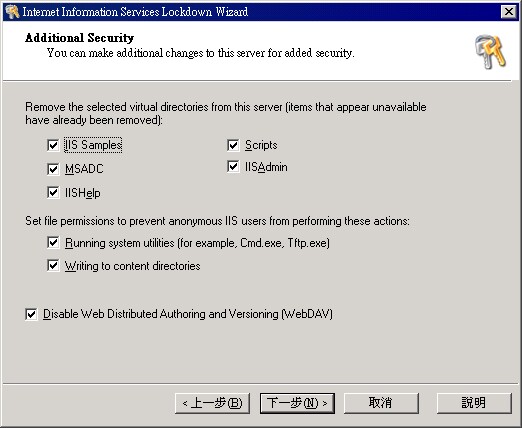 Internet Information Services Lockdown Wizard
Additional Security
You can make additional changes to this server for added security.
Remove the selected virtual directories from this server (items that appear unavailable
have already been removed):
IIS Samples
Scripts
MSADC
IISAdmin
IISHelp
Set file permissions to prevent anonymous IIS users from performing these actions:
Running system utilities (for example, Cmd.exe, Tftp.exe)
Writing to content directories
Disable Web Distributed Authoring and Versioning (WebDAV)
< 上一步(B)
下一步(N) >
取消
說明